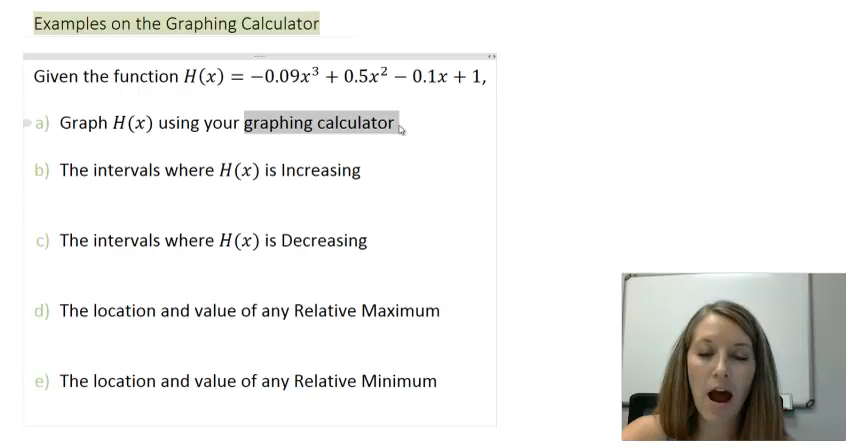 Examples on the Graphing Calculator
Given the function H(x) = −0.09x³ + 0.5x² − 0.1x + 1,
a) Graph H(x) using your graphing calculator
b) The intervals where H(x) is Increasing
c) The intervals where H(x) is Decreasing
d) The location and value of any Relative Maximum
e) The location and value of any Relative Minimum